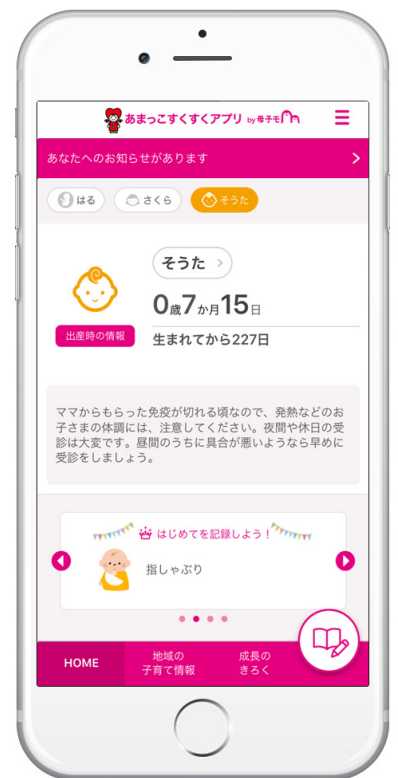 あまっこすくすくアプリ by 母子モ
あなたへのお知らせがあります
はる さくら そうた
そうた
0歳7か月15日
出産時の情報
生まれてから227日
ママからもらった免疫が切れる頃なので、発熱などのお
子さまの体調には、注意してください。夜間や休日の受
診は大変です。昼間のうちに具合が悪いようなら早めに
受診をしましょう。
はじめてを記録しよう！
指しゃぶり
HOME
地域の
子育て情報
成長の
きろく